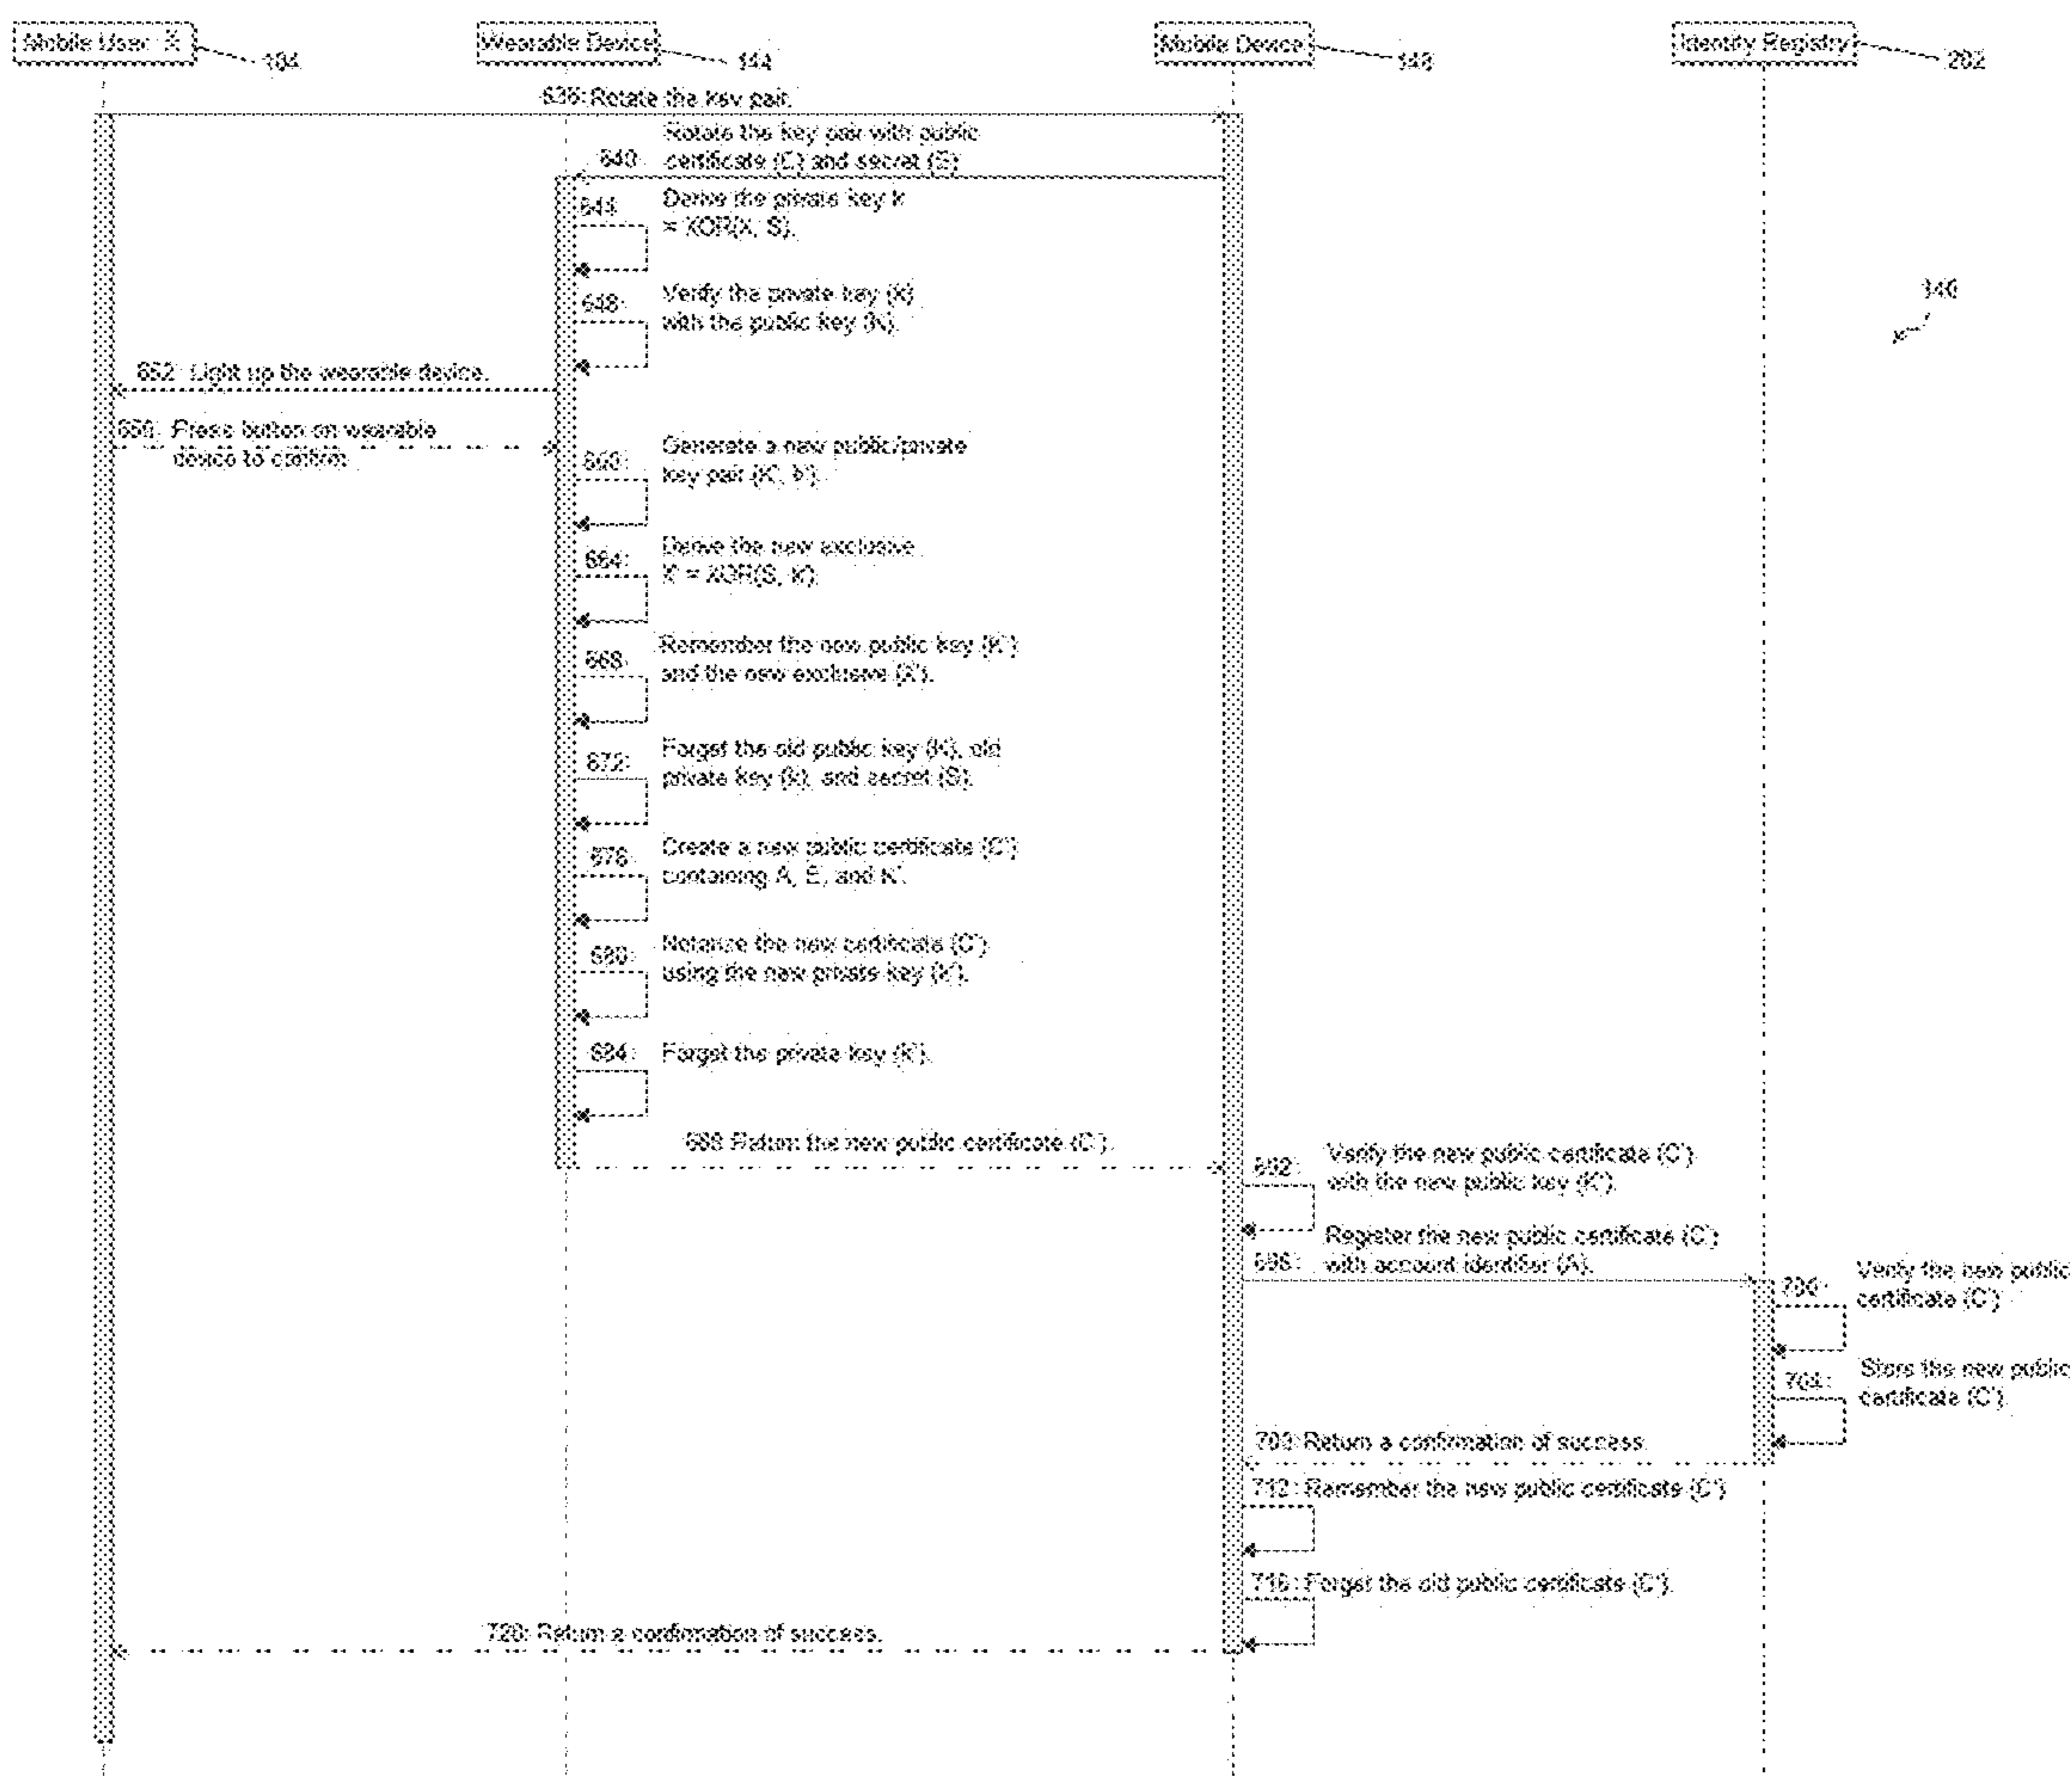 Mobile User: X
104
Wearable Device
144
Mobile Device
148
Identity Registry
202
636: Rotate the key pair.
Rotate the key pair with public
640: certificate (C) and secret (S)
644: Derive the private key k
= XOR(X, S).
140
648: Verify the private key (k)
with the public key (K).
652: Light up the wearable device.
656: Press button on wearable
device to confirm
660: Generate a new public/private
key pair (K', k').
664: Derive the new exclusive
X' = XOR(S, k')
668: Remember the new public key (K')
and the new exclusive (X').
672: Forget the old public key (K), old
private key (k), and secret (S).
676: Create a new public certificate (C')
containing A, E, and K'.
680: Notarize the new certificate (C')
using the new private key (k').
684: Forget the private key (k').
688 Return the new public certificate (C').
692: Verify the new public certificate (C')
with the new public key (K').
Register the new public certificate (C')
696: with account identifier (A).
700: Verify the new public
certificate (C')
704: Store the new public
certificate (C').
708: Return a confirmation of success.
712: Remember the new public certificate (C')
716: Forget the old public certificate (C').
720: Return a confirmation of success.